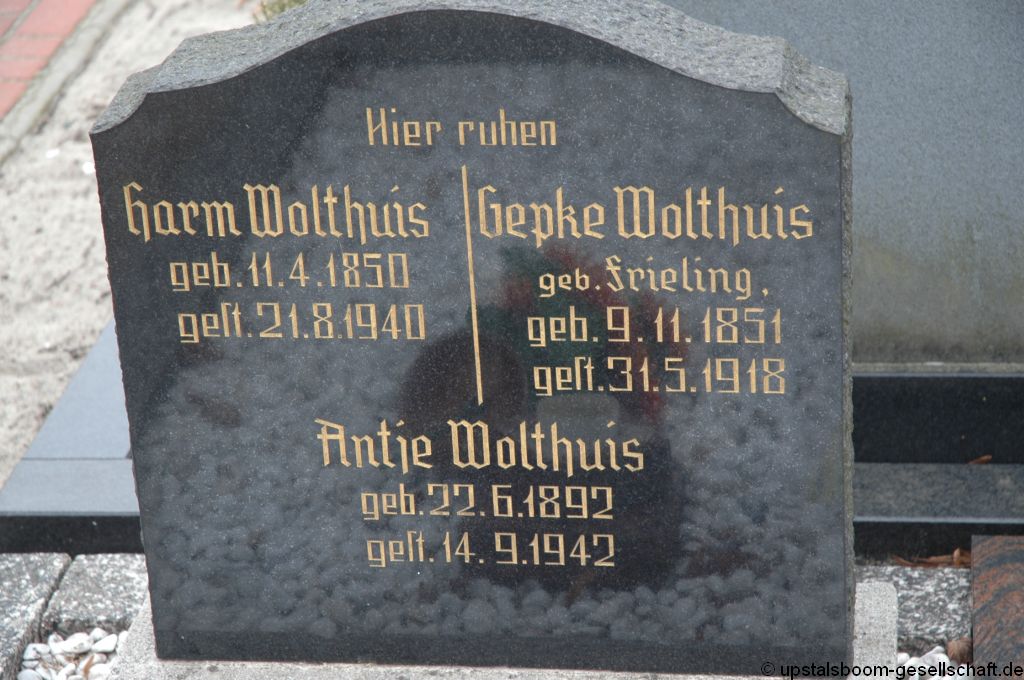 Hier ruhen
Harm Wolthuis
geb. 11.4.1850
gest. 21.8.1940
Gepke Wolthuis
geb. Frieling,
geb. 9.11.1851
gest. 31.5.1918
Antje Wolthuis
geb. 22.6.1892
gest. 14.9.1942
© upstalsboom-gesellschaft.de